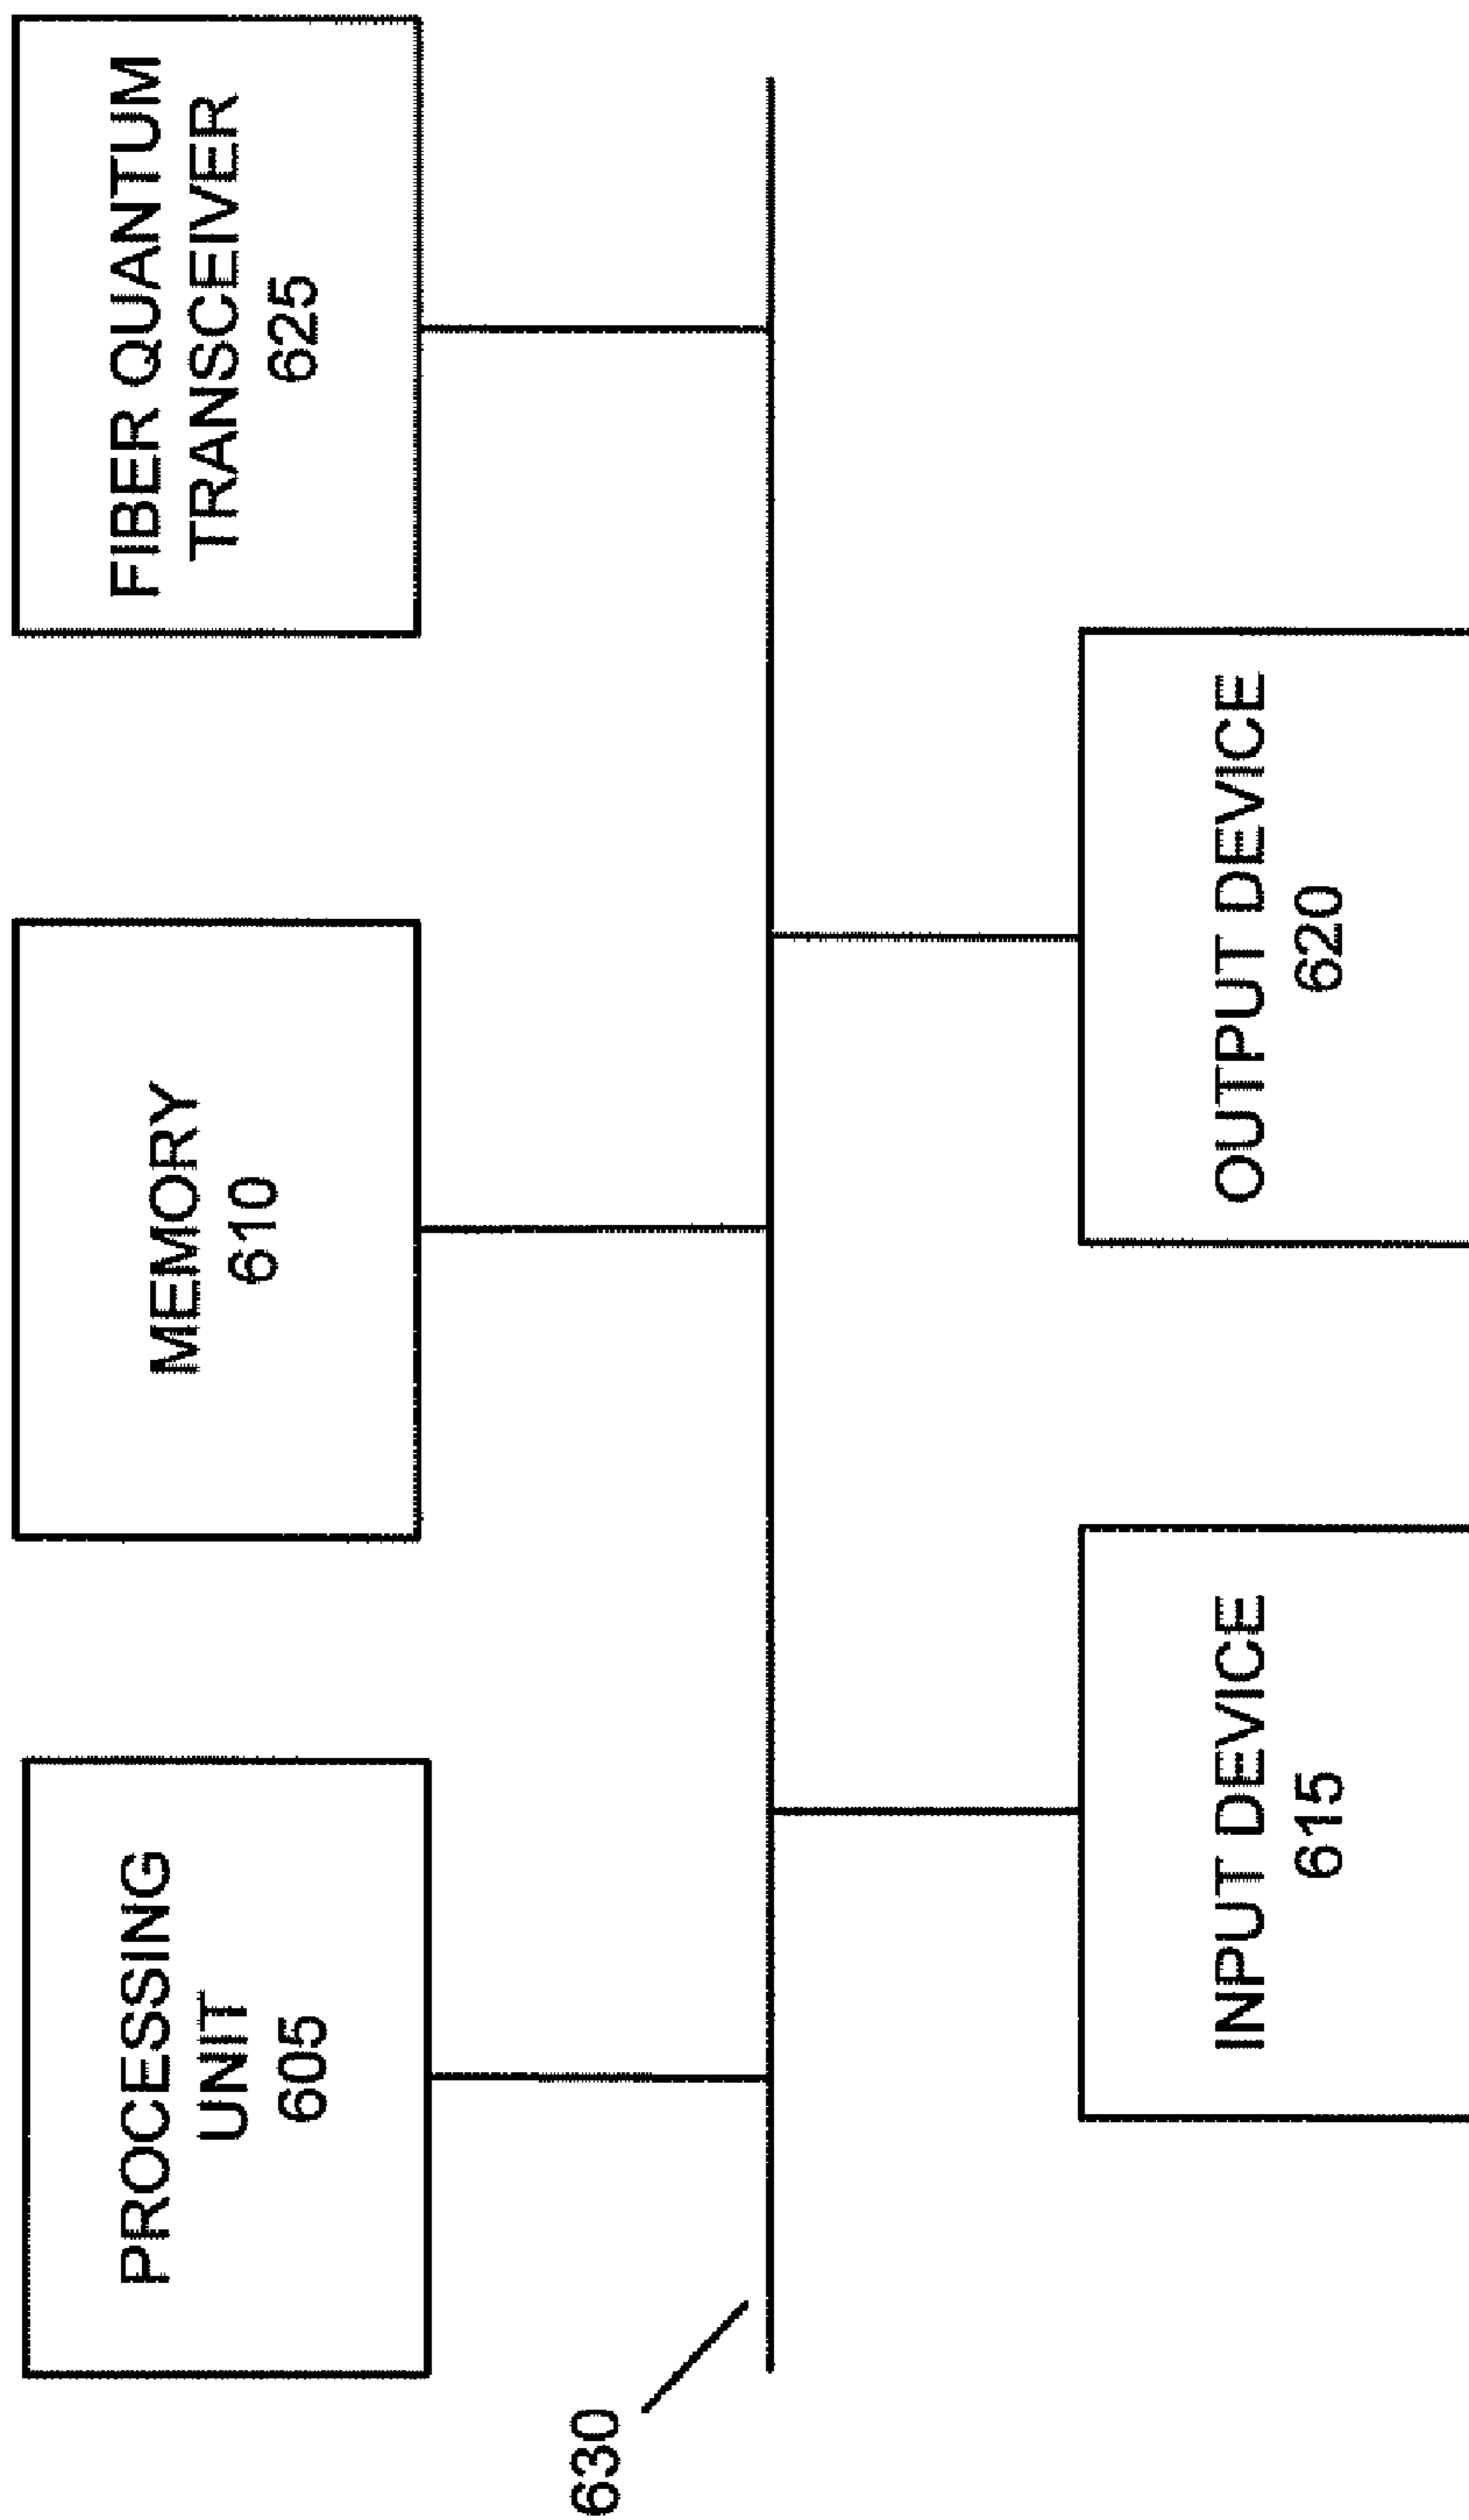 PROCESSING
UNIT
605
MEMORY
610
FIBER QUANTUM
TRANSCEIVER
625
630
INPUT DEVICE
615
OUTPUT DEVICE
620